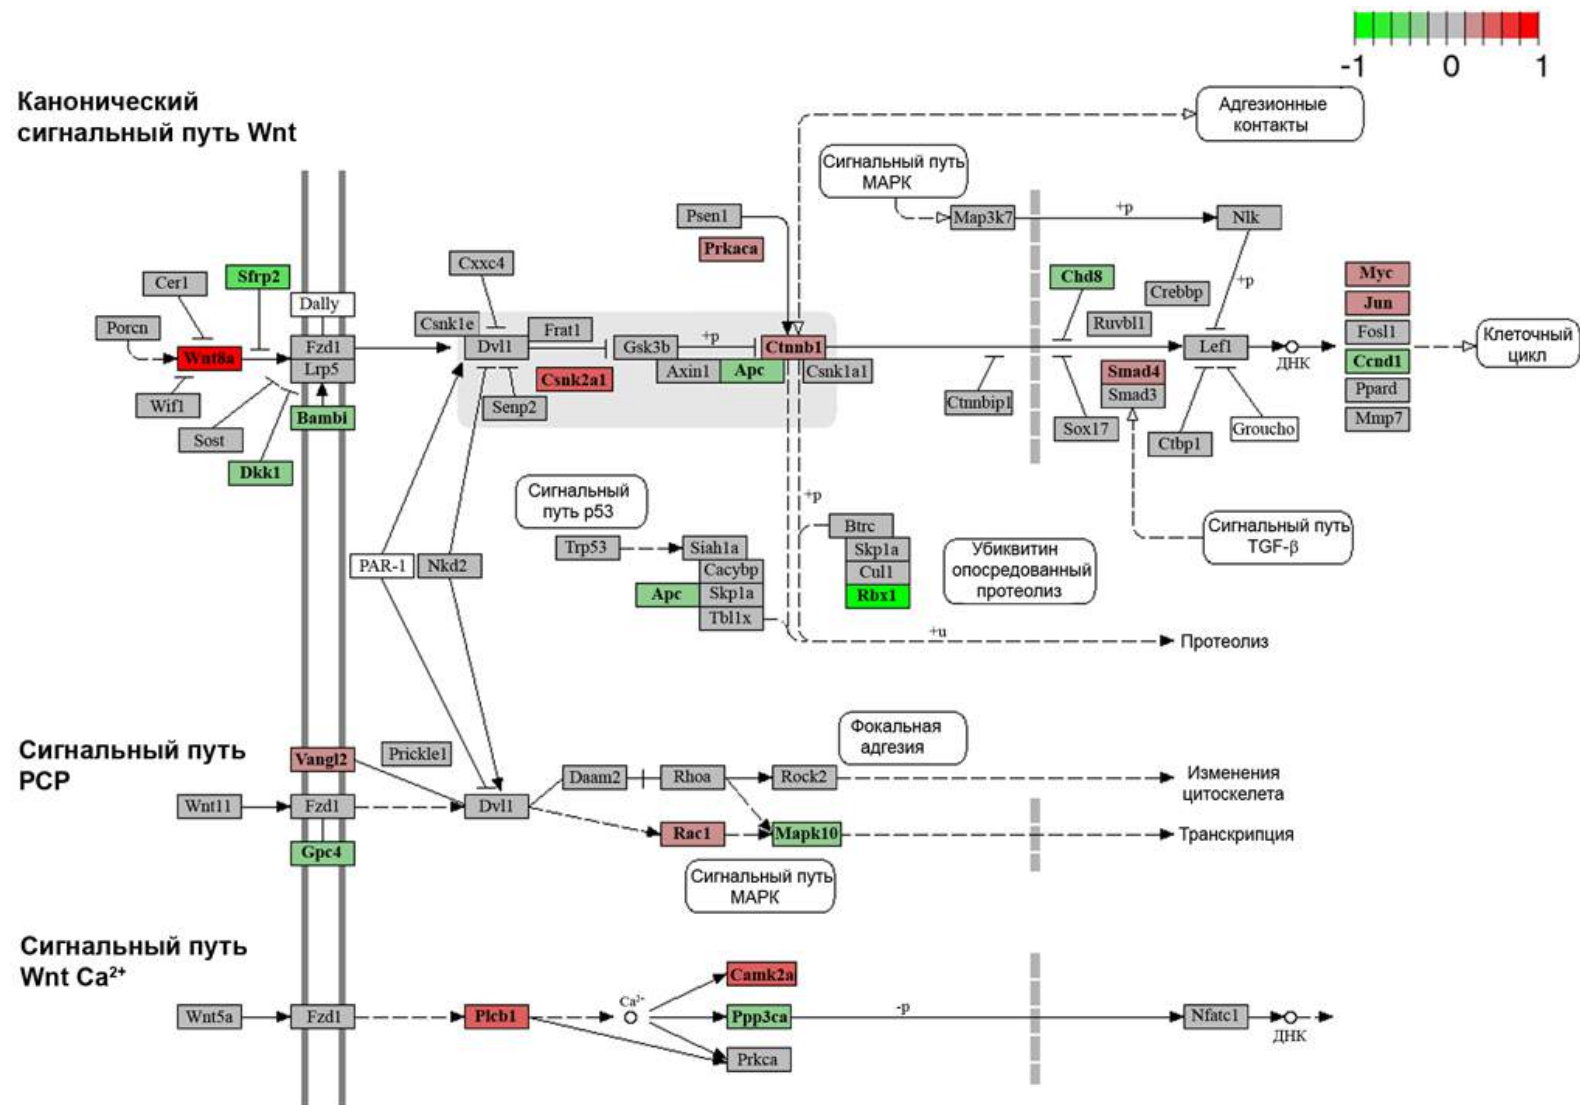 -1 0 1
Канонический
сигнальный путь Wnt
Адгезионные
контакты
Сигнальный путь
МАРК
Psen1
Map3k7
+p
Nlk
Prkaca
Cxxc4
Sfrp2
Cer1
Chd8
Crebbp
+p
Myc
Dally
Jun
Porcn
Csnk1e
Frat1
Ruvbl1
Fosl1
Wnt8a
Fzd1
Dvl1
Gsk3b
+p
Ctnnb1
Lef1
ДНК
Клеточный
цикл
Lrp5
Csnk2a1
Axin1
Apc
Csnk1a1
Smad4
Ccnd1
Wif1
Senp2
Ctnnbip1
Smad3
Ppard
Bambi
Sost
Sox17
Ctbp1
Groucho
Mmp7
Dkk1
Сигнальный
путь p53
+p
Сигнальный путь
TGF-β
Btrc
Trp53
Siah1a
Skp1a
Убиквитин
опосредованный
протеолиз
PAR-1
Nkd2
Cacybp
Cul1
Apc
Skp1a
Rbx1
Tbl1x
+u
Протеолиз
Сигнальный путь
PCP
Vangl2
Prickle1
Фокальная
адгезия
Daam2
Rhoa
Rock2
Изменения
цитоскелета
Wnt11
Fzd1
Dvl1
Rac1
Mapk10
Транскрипция
Gpc4
Сигнальный путь
МАРК
Сигнальный путь
Wnt Ca²⁺
Camk2a
Ca²⁺
Wnt5a
Fzd1
Plcb1
Ppp3ca
-p
Nfatc1
ДНК
Prkca